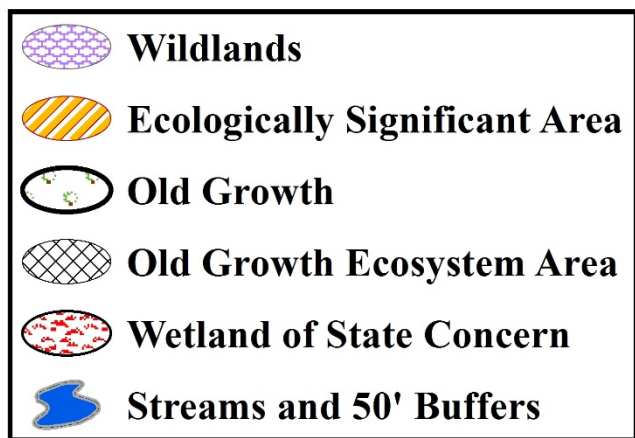 Wildlands
Ecologically Significant Area
Old Growth
Old Growth Ecosystem Area
Wetland of State Concern
Streams and 50' Buffers